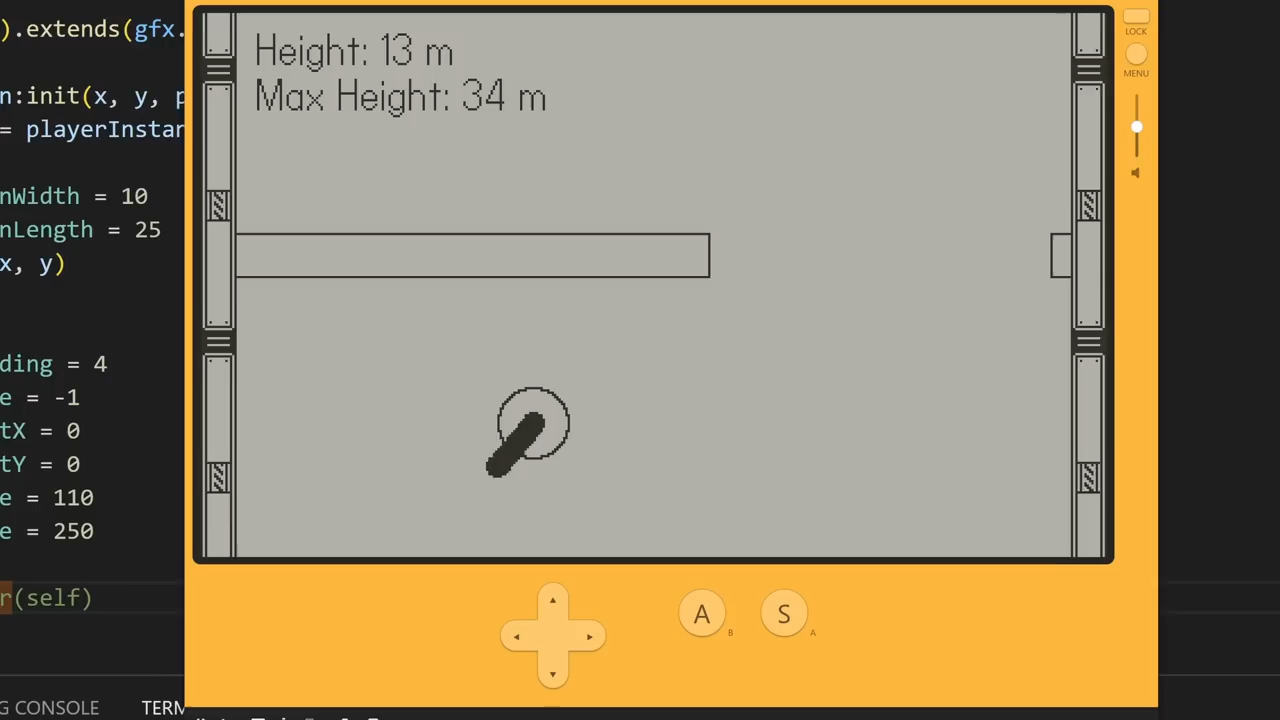 ).extends(gfx.
n:init(x, y, p
= playerInstan
nWidth = 10
nLength = 25
x, y)
ding = 4
e = -1
tX = 0
tY = 0
e = 110
e = 250
r(self)
G CONSOLE TERM
Height: 13 m
Max Height: 34 m
LOCK
MENU
A B S A